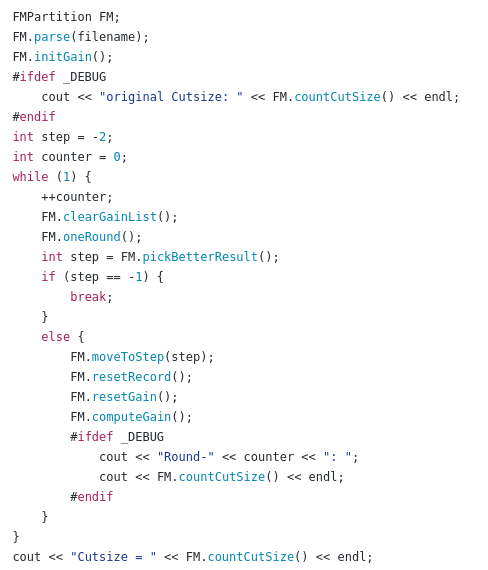 FMPartition FM;
FM.parse(filename);
FM.initGain();
#ifdef _DEBUG
    cout << "original Cutsize: " << FM.countCutSize() << endl;
#endif
int step = -2;
int counter = 0;
while (1) {
    ++counter;
    FM.clearGainList();
    FM.oneRound();
    int step = FM.pickBetterResult();
    if (step == -1) {
        break;
    }
    else {
        FM.moveToStep(step);
        FM.resetRecord();
        FM.resetGain();
        FM.computeGain();
        #ifdef _DEBUG
            cout << "Round-" << counter << ": ";
            cout << FM.countCutSize() << endl;
        #endif
    }
}
cout << "Cutsize = " << FM.countCutSize() << endl;